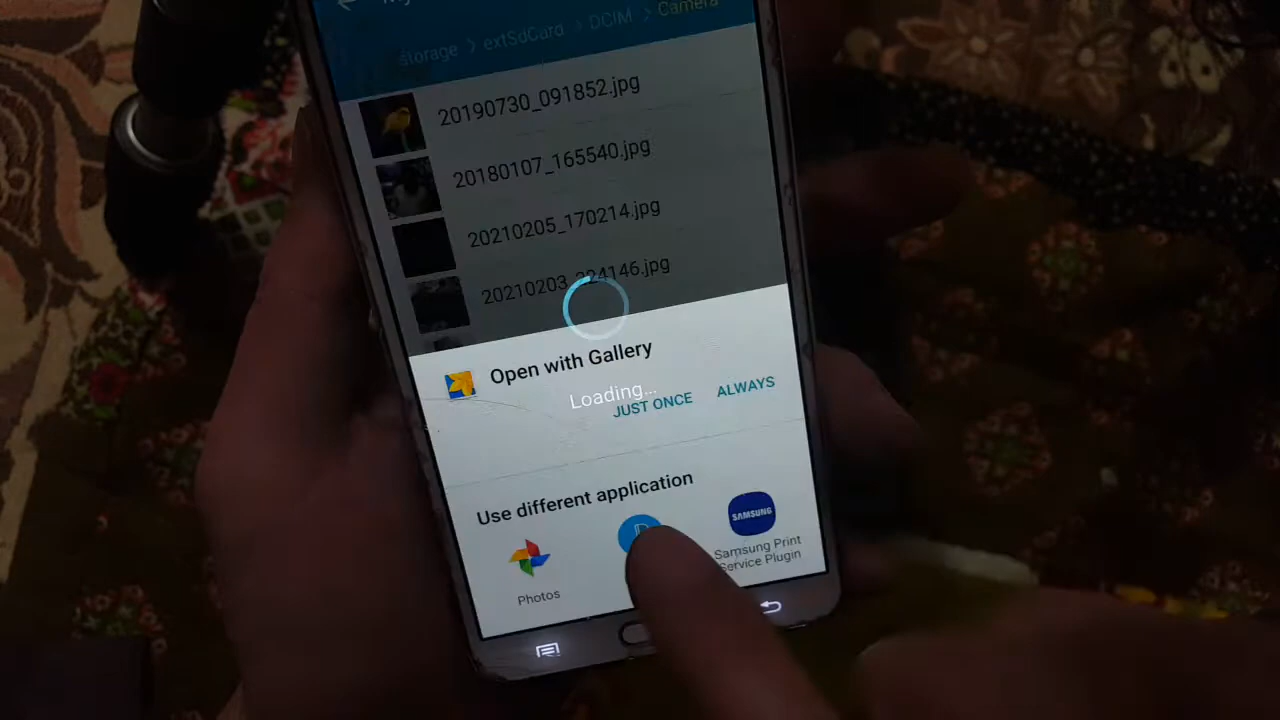 storage > extSdCard > DCIM > Camera
20190730_091852.jpg
20180107_165540.jpg
20210205_170214.jpg
20210203_224146.jpg
Open with Gallery
Loading...
JUST ONCE
ALWAYS
Use different application
SAMSUNG
Photos
Samsung Print
Service Plugin